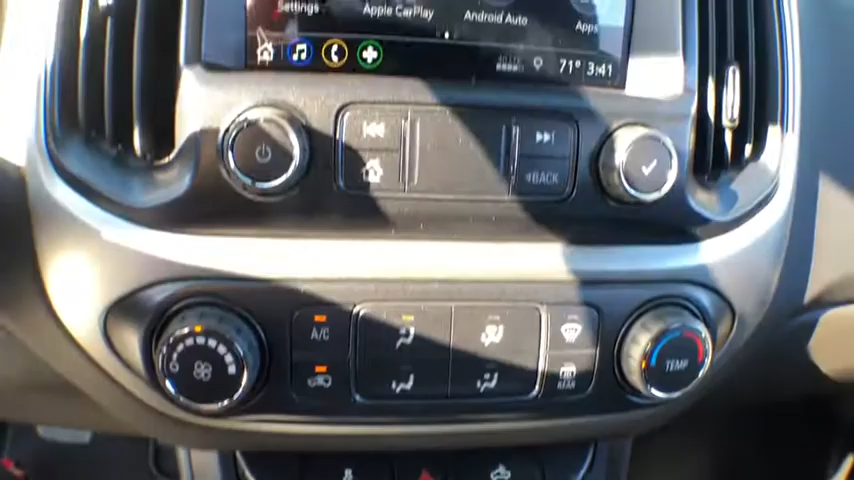 Settings
Apple CarPlay
Android Auto
Apps
71° 3:41
BACK
A/C
REAR
TEMP